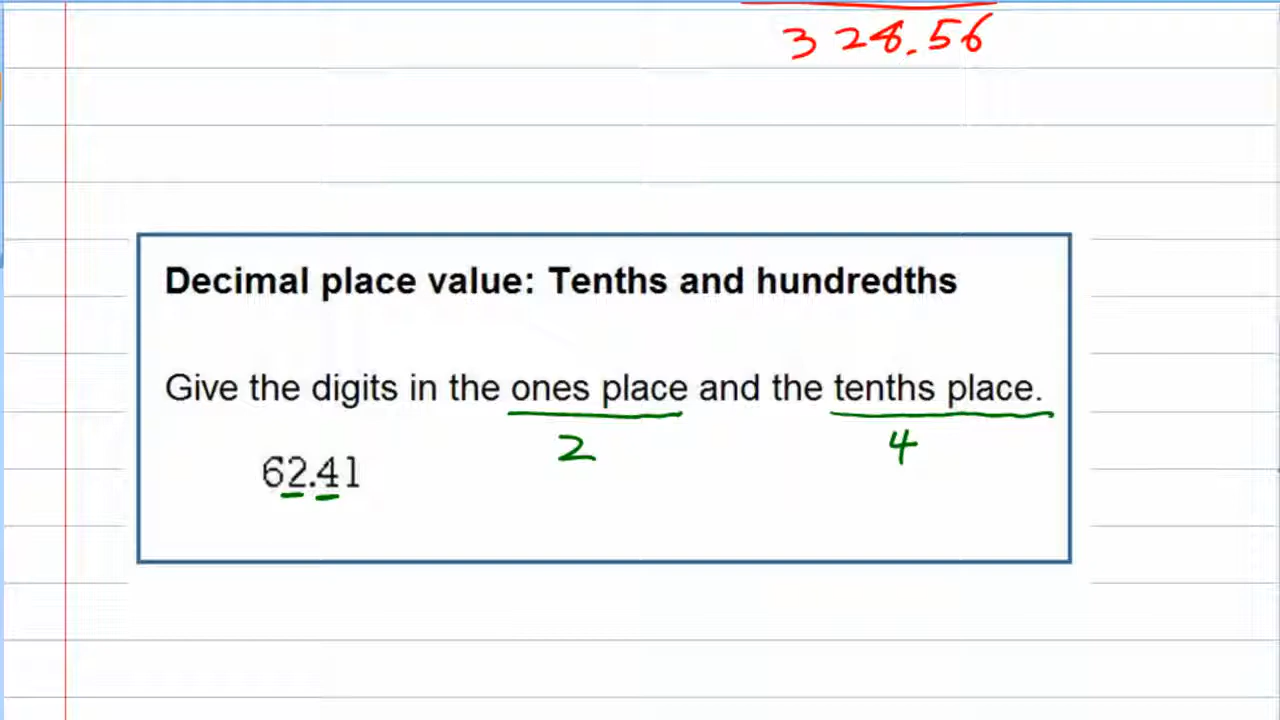 328.56
Decimal place value: Tenths and hundredths
Give the digits in the ones place and the tenths place.
2 4
62.41